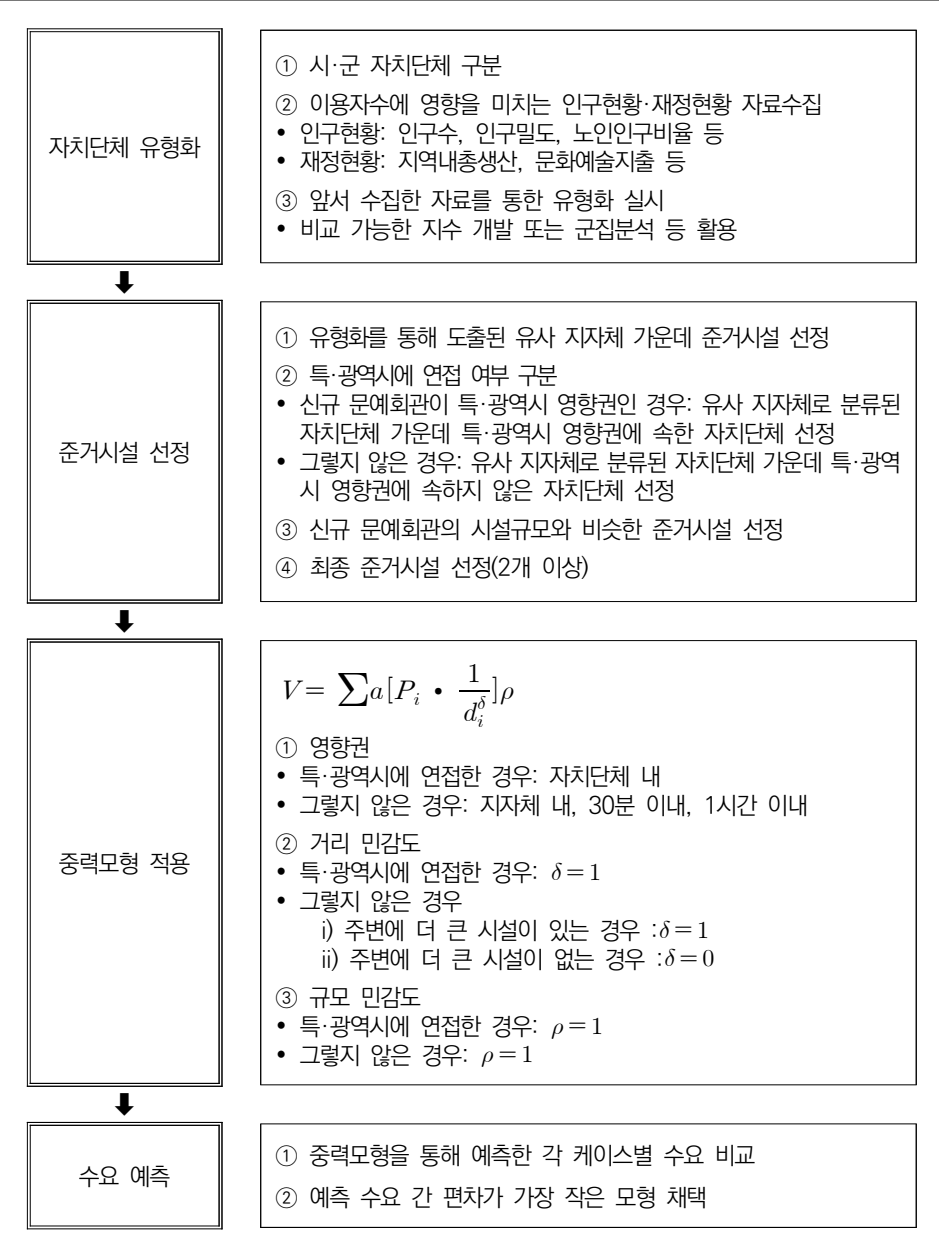 자치단체 유형화
① 시·군 자치단체 구분
② 이용자수에 영향을 미치는 인구현황·재정현황 자료수집
• 인구현황: 인구수, 인구밀도, 노인인구비율 등
• 재정현황: 지역내총생산, 문화예술지출 등
③ 앞서 수집한 자료를 통한 유형화 실시
• 비교 가능한 지수 개발 또는 군집분석 등 활용
준거시설 선정
① 유형화를 통해 도출된 유사 지자체 가운데 준거시설 선정
② 특·광역시에 연접 여부 구분
• 신규 문예회관이 특·광역시 영향권인 경우: 유사 지자체로 분류된
자치단체 가운데 특·광역시 영향권에 속한 자치단체 선정
• 그렇지 않은 경우: 유사 지자체로 분류된 자치단체 가운데 특·광역
시 영향권에 속하지 않은 자치단체 선정
③ 신규 문예회관의 시설규모와 비슷한 준거시설 선정
④ 최종 준거시설 선정(2개 이상)
중력모형 적용
V = ∑a[P_i • 1/d_i^δ]ρ
① 영향권
• 특·광역시에 연접한 경우: 자치단체 내
• 그렇지 않은 경우: 지자체 내, 30분 이내, 1시간 이내
② 거리 민감도
• 특·광역시에 연접한 경우: δ=1
• 그렇지 않은 경우
i) 주변에 더 큰 시설이 있는 경우 :δ=1
ii) 주변에 더 큰 시설이 없는 경우 :δ=0
③ 규모 민감도
• 특·광역시에 연접한 경우: ρ=1
• 그렇지 않은 경우: ρ=1
수요 예측
① 중력모형을 통해 예측한 각 케이스별 수요 비교
② 예측 수요 간 편차가 가장 작은 모형 채택